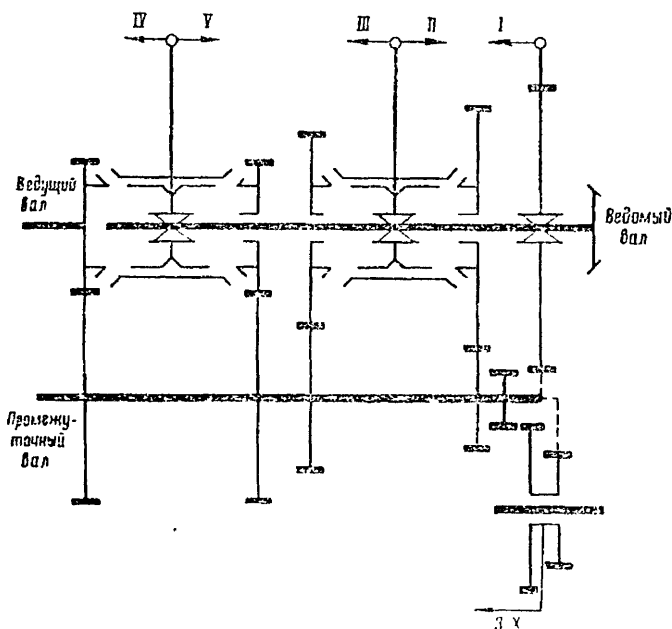 IV V III II I
Ведущий
вал
Ведомый
вал
Промежу-
точный
вал
З. Х